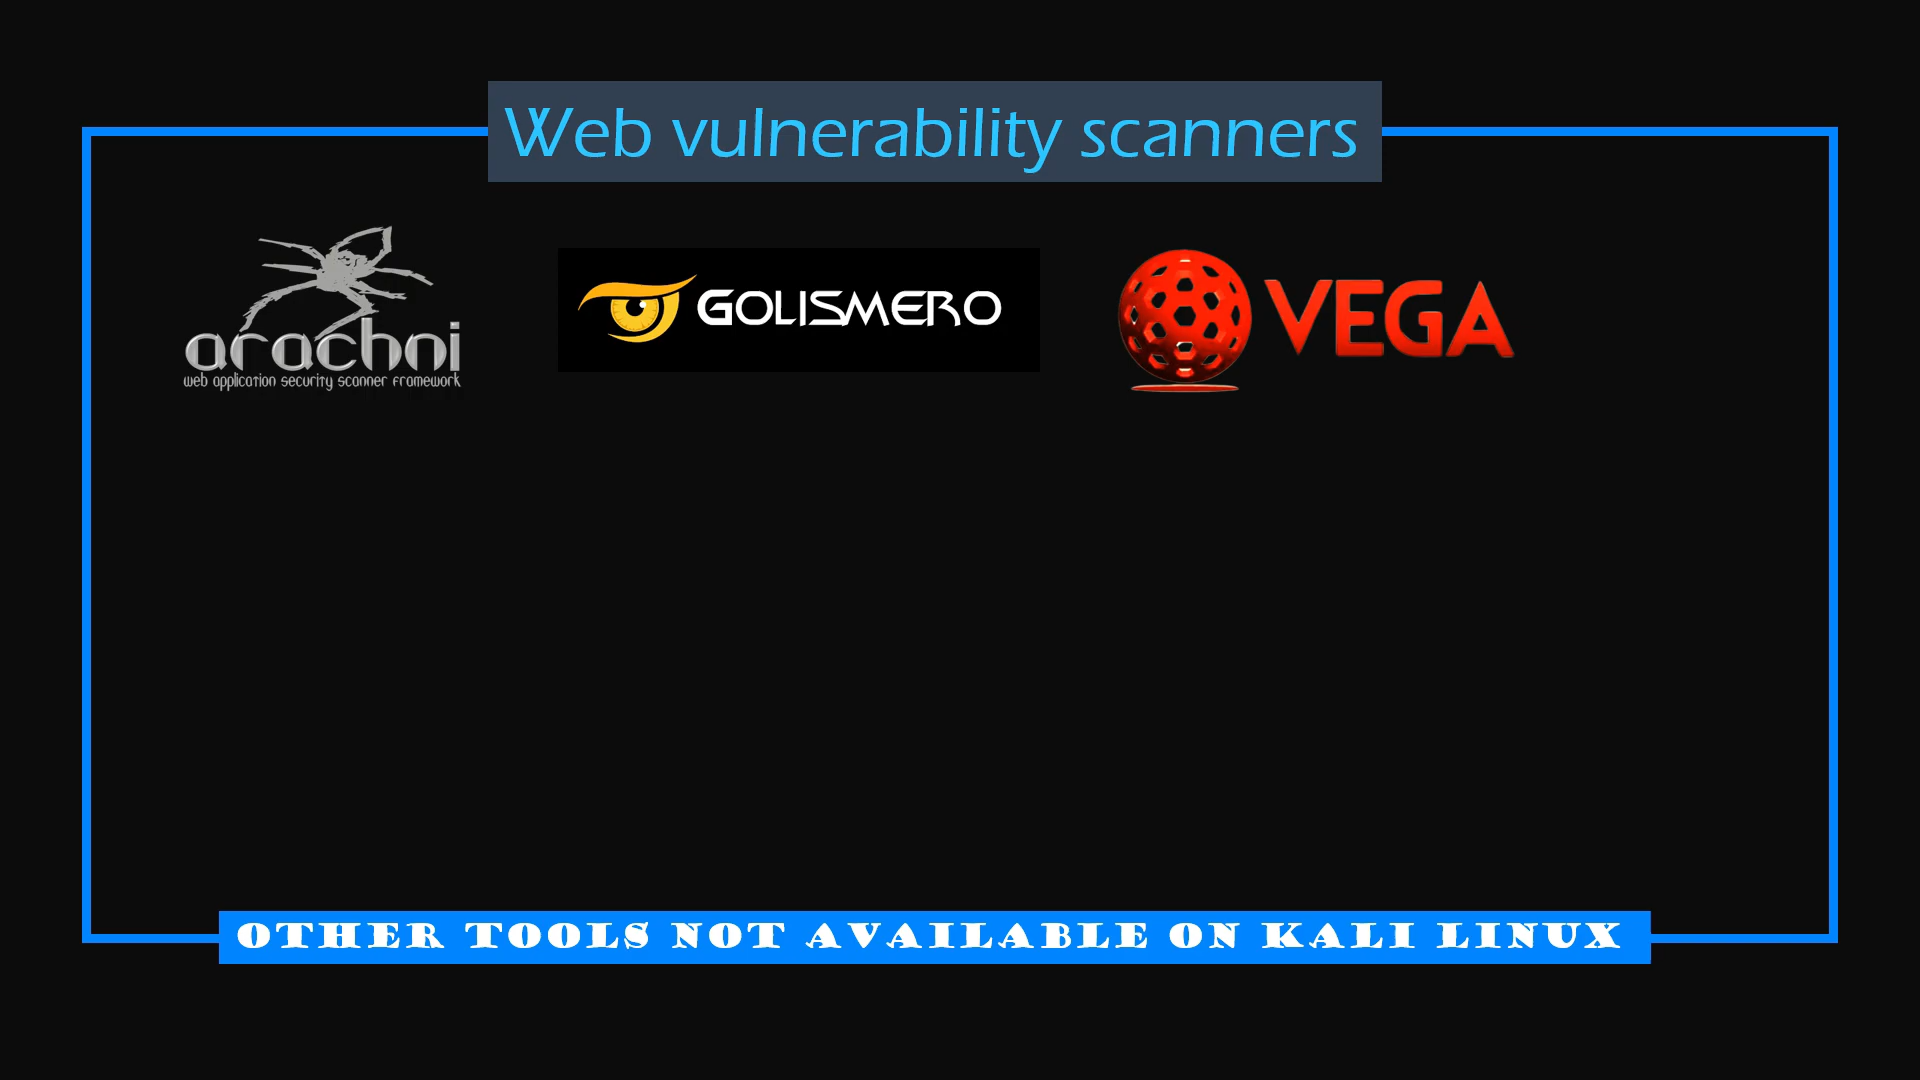 Web vulnerability scanners
arachni
web application security scanner framework
GOLISMERO
VEGA
OTHER TOOLS NOT AVAILABLE ON KALI LINUX